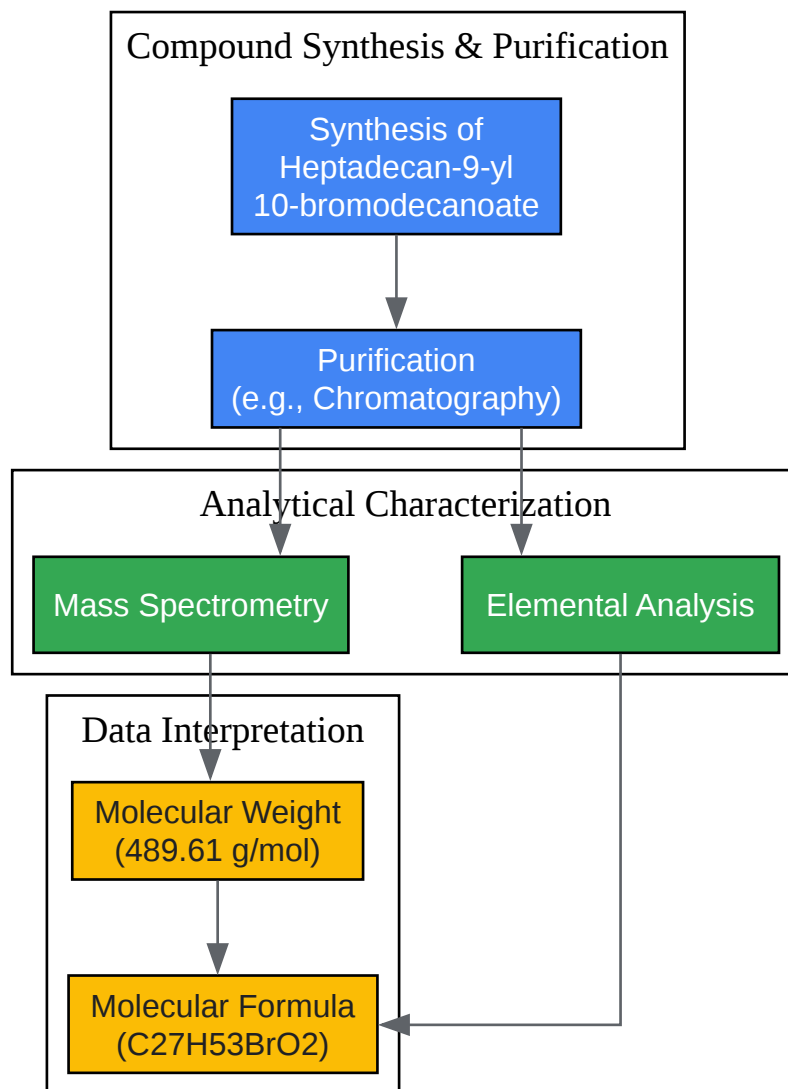 Compound Synthesis & Purification
Synthesis of
Heptadecan-9-yl
10-bromodecanoate
Purification
(e.g., Chromatography)
Analytical Characterization
Mass Spectrometry
Elemental Analysis
Data Interpretation
Molecular Weight
(489.61 g/mol)
Molecular Formula
(C27H53BrO2)